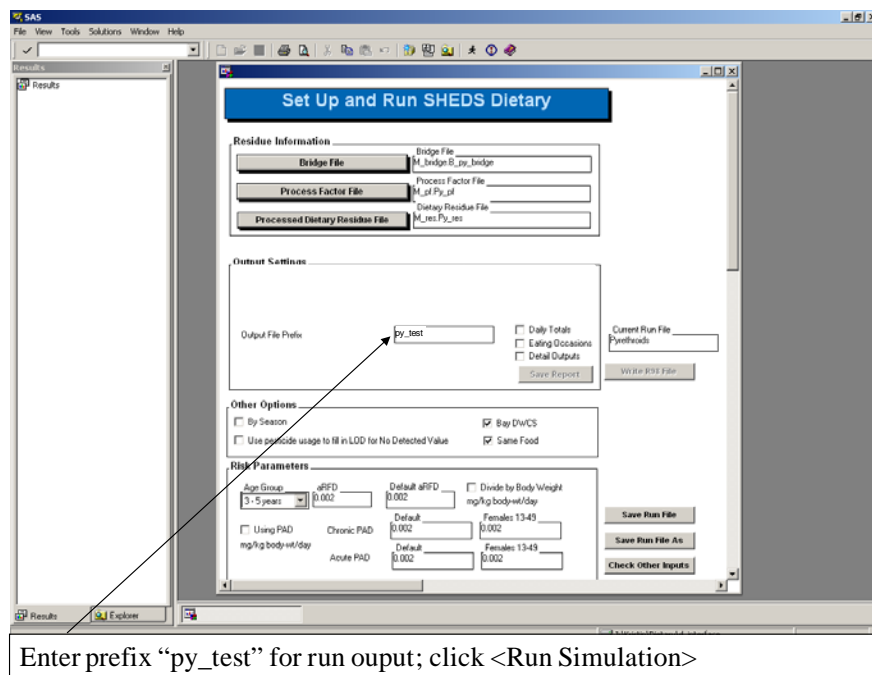 SAS
File View Tools Solutions Window Help
Results
Results
Set Up and Run SHEDS Dietary
Residue Information
Bridge File
Bridge File
M_bridge.B_py_bridge
Process Factor File
Process Factor File
M_pf.Py_pf
Dietary Residue File
Processed Dietary Residue File
M_res.Py_res
Output Settings
Output File Prefix
py_test
Daily Totals
Eating Occasions
Detail Outputs
Save Report
Current Run File
Pyrethroids
Write RSI File
Other Options
By Season
Bay DWCS
Use pesticide usage to fill in LOD for No Detected Value
Same Food
Risk Parameters
Age Group
aRFD
Default aRFD
Divide by Body Weight
3 - 5 years
0.002
0.002
mg/kg body-wt/day
Default
Females 13-49
Using PAD
Chronic PAD
0.002
0.002
mg/kg body-wt/day
Default
Females 13-49
Acute PAD
0.002
0.002
Save Run File
Save Run File As
Check Other Inputs
Results
Explorer
Enter prefix “py_test” for run ouput; click <Run Simulation>